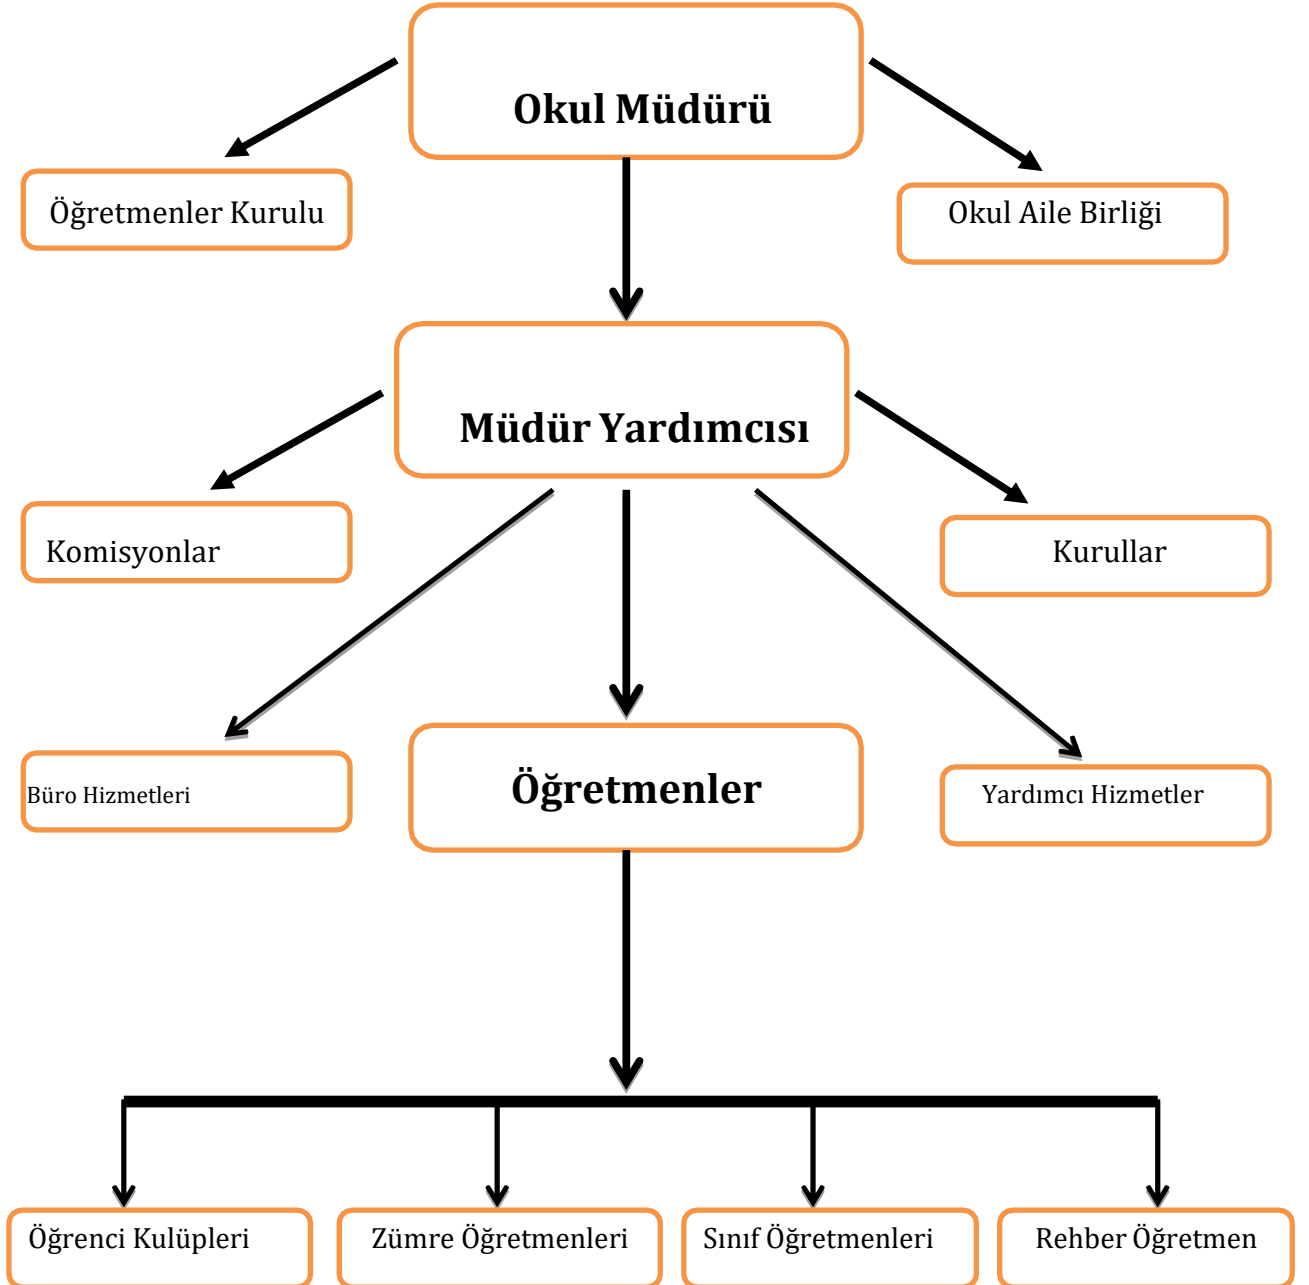 Okul Müdürü
Öğretmenler Kurulu
Okul Aile Birliği
Müdür Yardımcısı
Komisyonlar
Kurullar
Büro Hizmetleri
Öğretmenler
Yardımcı Hizmetler
Öğrenci Kulüpleri
Zümre Öğretmenleri
Sınıf Öğretmenleri
Rehber Öğretmen